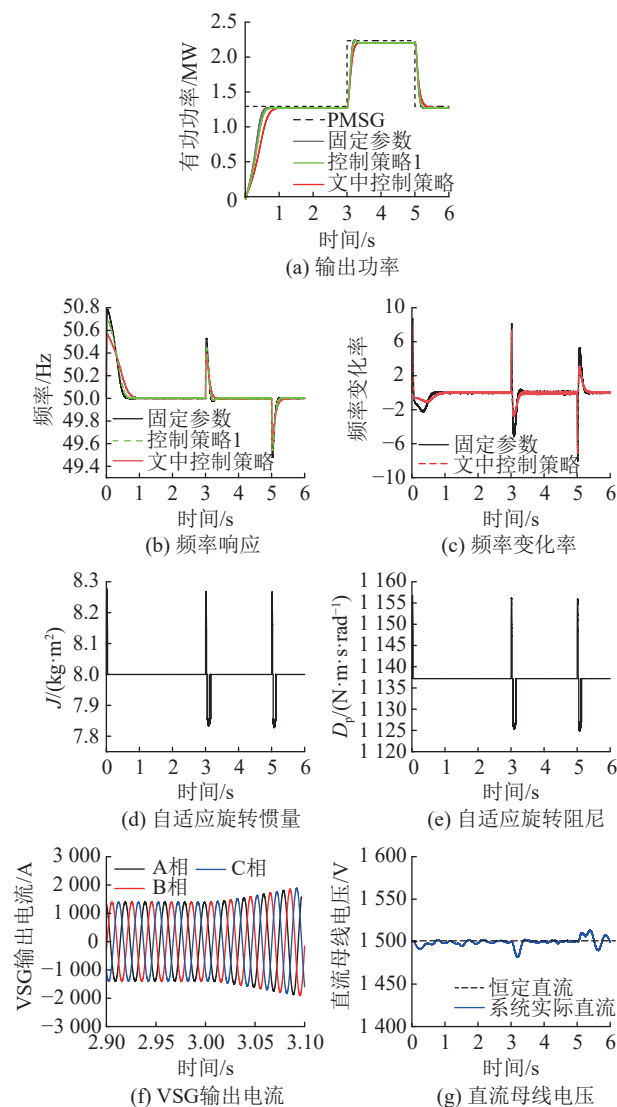 2.5
2.0
1.5
1.0
0.5
0
有功功率/MW
PMSG
固定参数
控制策略1
文中控制策略
1 2 3 4 5 6
时间/s
(a) 输出功率
50.8
50.6
50.4
50.2
50.0
49.8
49.6
49.4
频率/Hz
固定参数
控制策略1
文中控制策略
0 1 2 3 4 5 6
时间/s
(b) 频率响应
10
6
2
−2
−6
−10
频率变化率
固定参数
文中控制策略
0 1 2 3 4 5 6
时间/s
(c) 频率变化率
8.3
8.2
8.1
8.0
7.9
7.8
J/(kg·m²)
0 1 2 3 4 5 6
时间/s
(d) 自适应旋转惯量
1 160
1 155
1 150
1 145
1 140
1 135
1 130
1 125
1 120
Dp/(N·m·s·rad⁻¹)
0 1 2 3 4 5 6
时间/s
(e) 自适应旋转阻尼
3 000
2 000
1 000
0
−1 000
−2 000
−3 000
VSG输出电流/A
A相 C相
B相
2.90 2.95 3.00 3.05 3.10
时间/s
(f) VSG输出电流
1 600
1 500
1 400
直流母线电压/V
恒定直流
系统实际直流
0 1 2 3 4 5 6
时间/s
(g) 直流母线电压